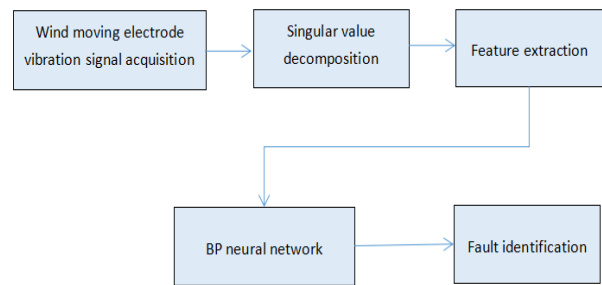 Wind moving electrode
vibration signal acquisition
Singular value
decomposition
Feature extraction
BP neural network
Fault identification